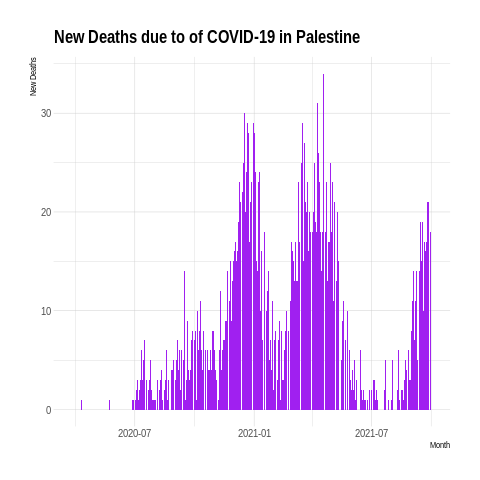 New Deaths due to of COVID-19 in Palestine
New Deaths
30
20
10
0
2020-07 2021-01 2021-07
Month